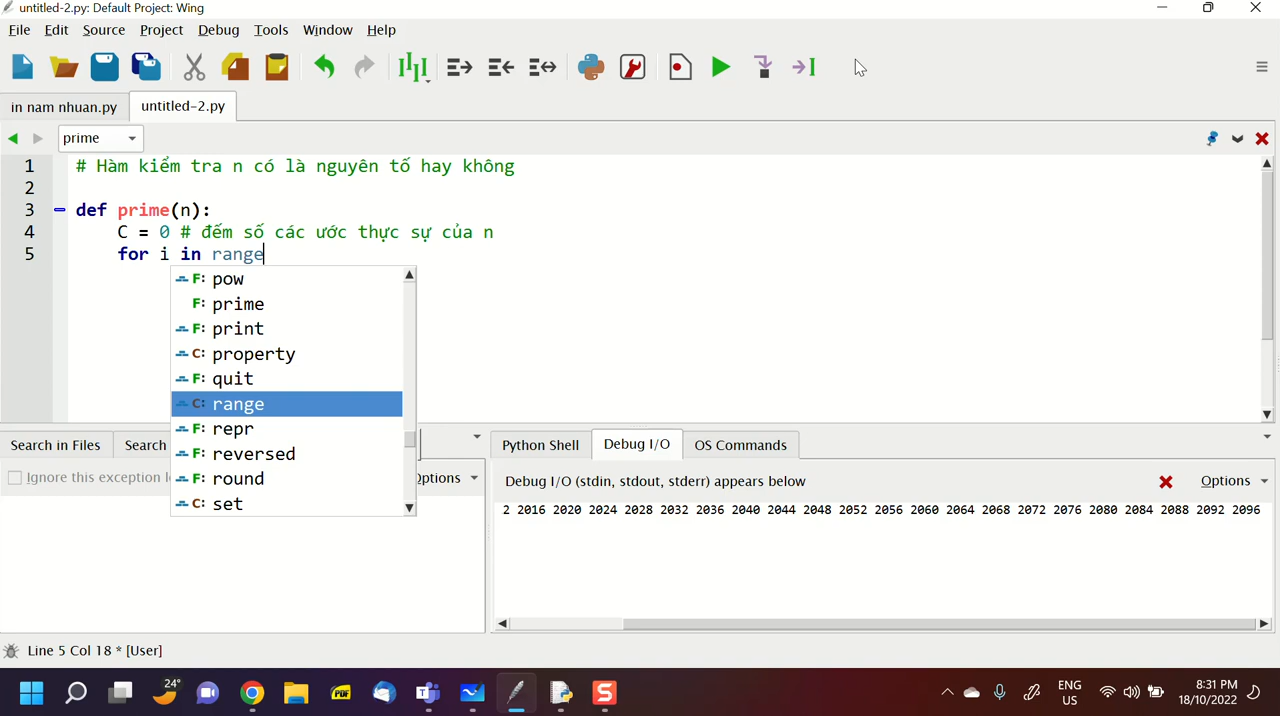 untitled-2.py: Default Project: Wing
File Edit Source Project Debug Tools Window Help
in nam nhuan.py untitled-2.py
prime
1 # Hàm kiểm tra n có là nguyên tố hay không
2
3 def prime(n):
4 C = 0 # đếm số các ước thực sự của n
5 for i in range
F: pow
F: prime
F: print
C: property
F: quit
C: range
F: repr
F: reversed
F: round
C: set
Search in Files Search
Ignore this exception
Options
Python Shell Debug I/O OS Commands
Debug I/O (stdin, stdout, stderr) appears below
Options
2 2016 2020 2024 2028 2032 2036 2040 2044 2048 2052 2056 2060 2064 2068 2072 2076 2080 2084 2088 2092 2096
Line 5 Col 18 * [User]
24°
PDF
S
ENG
US
8:31 PM
18/10/2022